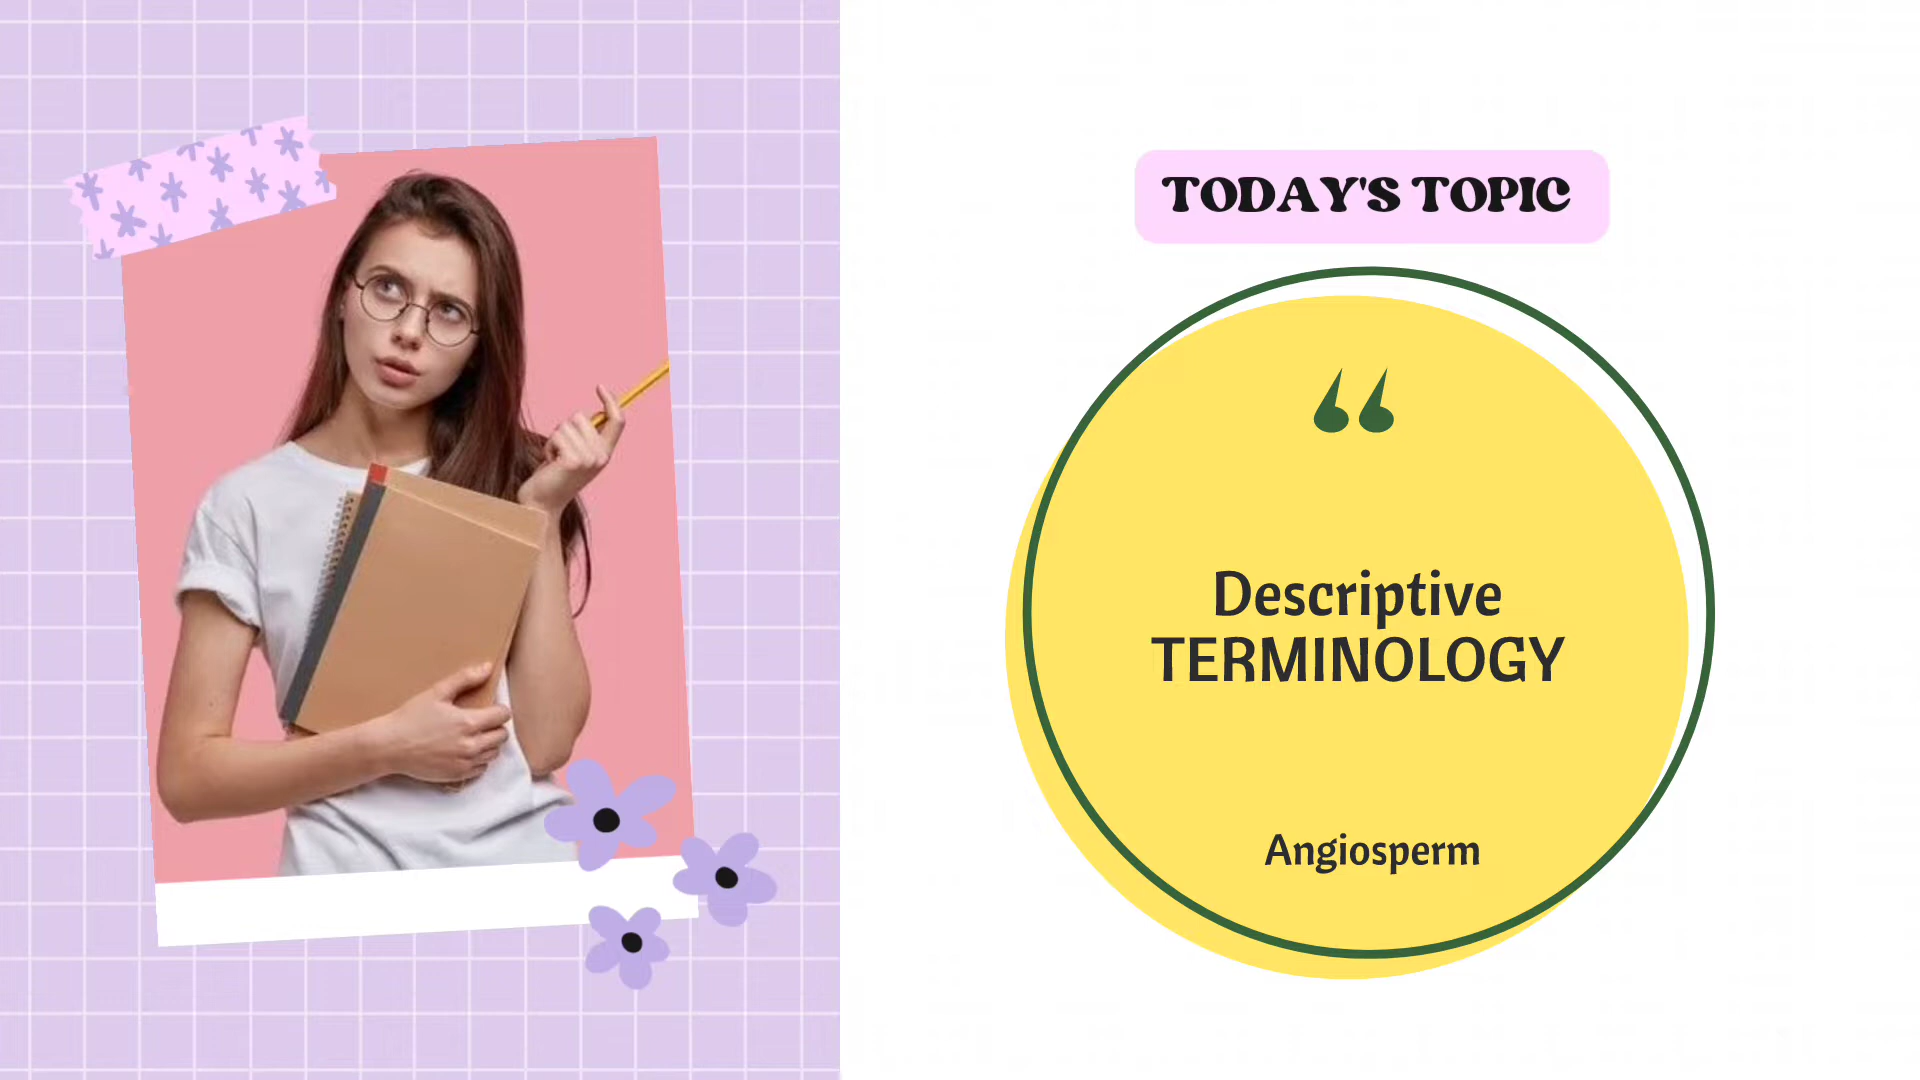 TODAY'S TOPIC
“
Descriptive
TERMINOLOGY
Angiosperm